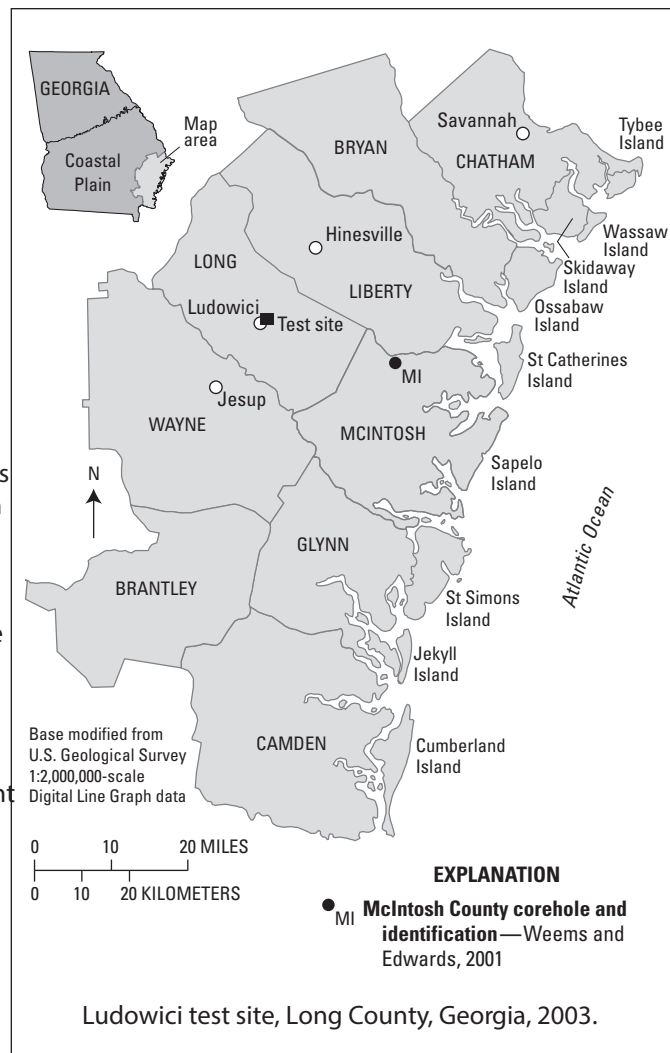 GEORGIA
Coastal
Plain
Map
area
BRYAN
Savannah
CHATHAM
Tybee
Island
Wassaw
Island
Skidaway
Island
Ossabaw
Island
Hinesville
LONG
LIBERTY
Ludowici
Test site
St Catherines
Island
MI
Jesup
WAYNE
MCINTOSH
Sapelo
Island
s
N
GLYNN
Atlantic Ocean
BRANTLEY
St Simons
Island
e
Jekyll
Island
Base modified from
U.S. Geological Survey
1:2,000,000-scale
Digital Line Graph data
nt
CAMDEN
Cumberland
Island
0 10 20 MILES
0 10 20 KILOMETERS
EXPLANATION
MI McIntosh County corehole and
identification—Weems and
Edwards, 2001
Ludowici test site, Long County, Georgia, 2003.